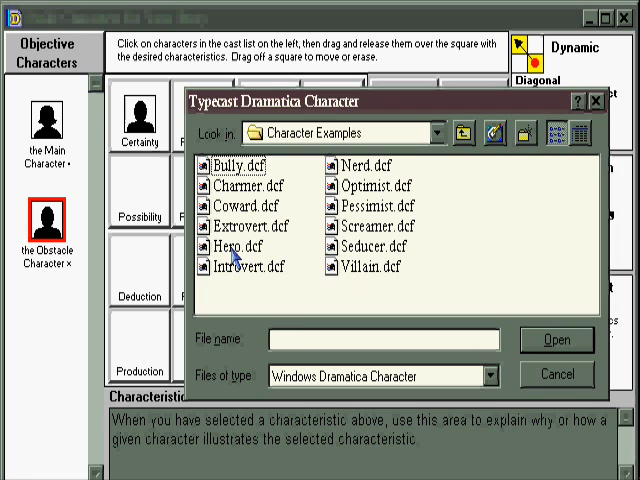 Objective
Characters
Click on characters in the cast list on the left, then drag and release them over the square with
the desired characteristics. Drag off a square to move or erase.
Dynamic
Diagonal
the Main
Character •
the Obstacle
Character ×
Certainty
Possibility
Deduction
Production
Typecast Dramatica Character
Look in:
Character Examples
Bully.dcf
Charmer.dcf
Coward.dcf
Extrovert.dcf
Hero.dcf
Introvert.dcf
Nerd.dcf
Optimist.dcf
Pessimist.dcf
Screamer.dcf
Seducer.dcf
Villain.dcf
File name:
Open
Files of type:
Windows Dramatica Character
Cancel
When you have selected a characteristic above, use this area to explain why or how a
given character illustrates the selected characteristic.